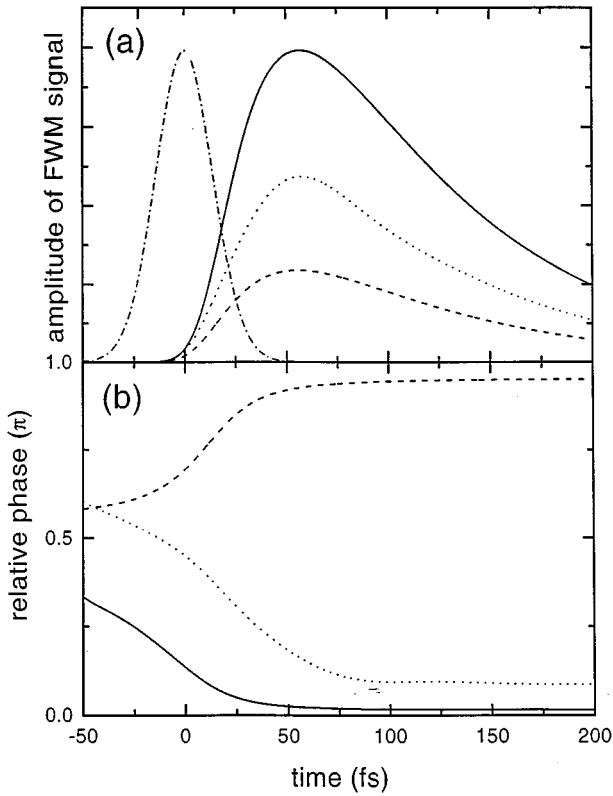 (a)
amplitude of FWM signal
1.0
(b)
relative phase (π)
0.5
0.0
-50 0 50 100 150 200
time (fs)